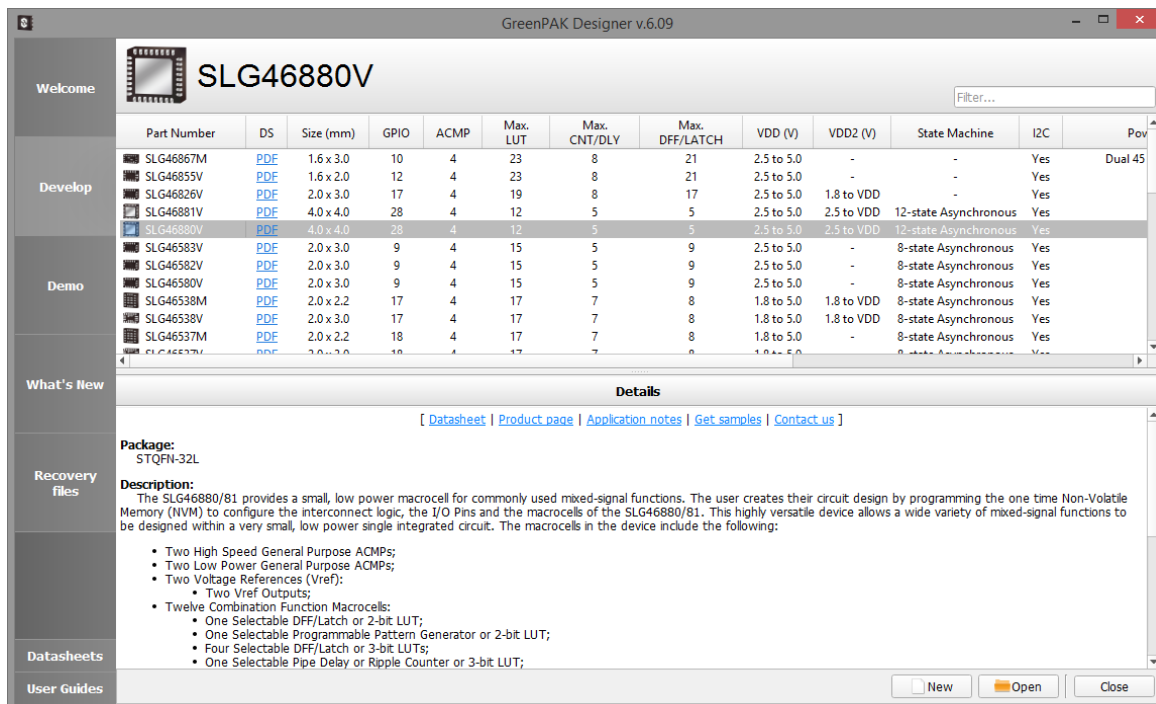 GreenPAK Designer v.6.09
Welcome
Develop
Demo
What's New
Recovery
files
Datasheets
User Guides
SLG46880V
Filter...
Part Number DS Size (mm) GPIO ACMP Max. LUT Max. CNT/DLY Max. DFF/LATCH VDD (V) VDD2 (V) State Machine I2C Pow
SLG46867M PDF 1.6 x 3.0 10 4 23 8 21 2.5 to 5.0 - - Yes Dual 45
SLG46855V PDF 1.6 x 2.0 12 4 23 8 21 2.5 to 5.0 - - Yes
SLG46826V PDF 2.0 x 3.0 17 4 19 8 17 2.5 to 5.0 1.8 to VDD - Yes
SLG46881V PDF 4.0 x 4.0 28 4 12 5 5 2.5 to 5.0 2.5 to VDD 12-state Asynchronous Yes
SLG46880V PDF 4.0 x 4.0 28 4 12 5 5 2.5 to 5.0 2.5 to VDD 12-state Asynchronous Yes
SLG46583V PDF 2.0 x 3.0 9 4 15 5 9 2.5 to 5.0 - 8-state Asynchronous Yes
SLG46582V PDF 2.0 x 3.0 9 4 15 5 9 2.5 to 5.0 - 8-state Asynchronous Yes
SLG46580V PDF 2.0 x 3.0 9 4 15 5 9 2.5 to 5.0 - 8-state Asynchronous Yes
SLG46538M PDF 2.0 x 2.2 17 4 17 7 8 1.8 to 5.0 1.8 to VDD 8-state Asynchronous Yes
SLG46538V PDF 2.0 x 3.0 17 4 17 7 8 1.8 to 5.0 1.8 to VDD 8-state Asynchronous Yes
SLG46537M PDF 2.0 x 2.2 18 4 17 7 8 1.8 to 5.0 - 8-state Asynchronous Yes
SLG46537V PDF 2.0 x 3.0 18 4 17 7 8 1.8 to 5.0 8-state Asynchronous Yes
Details
[ Datasheet | Product page | Application notes | Get samples | Contact us ]
Package:
STQFN-32L
Description:
The SLG46880/81 provides a small, low power macrocell for commonly used mixed-signal functions. The user creates their circuit design by programming the one time Non-Volatile
Memory (NVM) to configure the interconnect logic, the I/O Pins and the macrocells of the SLG46880/81. This highly versatile device allows a wide variety of mixed-signal functions to
be designed within a very small, low power single integrated circuit. The macrocells in the device include the following:
• Two High Speed General Purpose ACMPs;
• Two Low Power General Purpose ACMPs;
• Two Voltage References (Vref):
• Two Vref Outputs;
• Twelve Combination Function Macrocells:
• One Selectable DFF/Latch or 2-bit LUT;
• One Selectable Programmable Pattern Generator or 2-bit LUT;
• Four Selectable DFF/Latch or 3-bit LUTs;
• One Selectable Pipe Delay or Ripple Counter or 3-bit LUT;
New
Open
Close